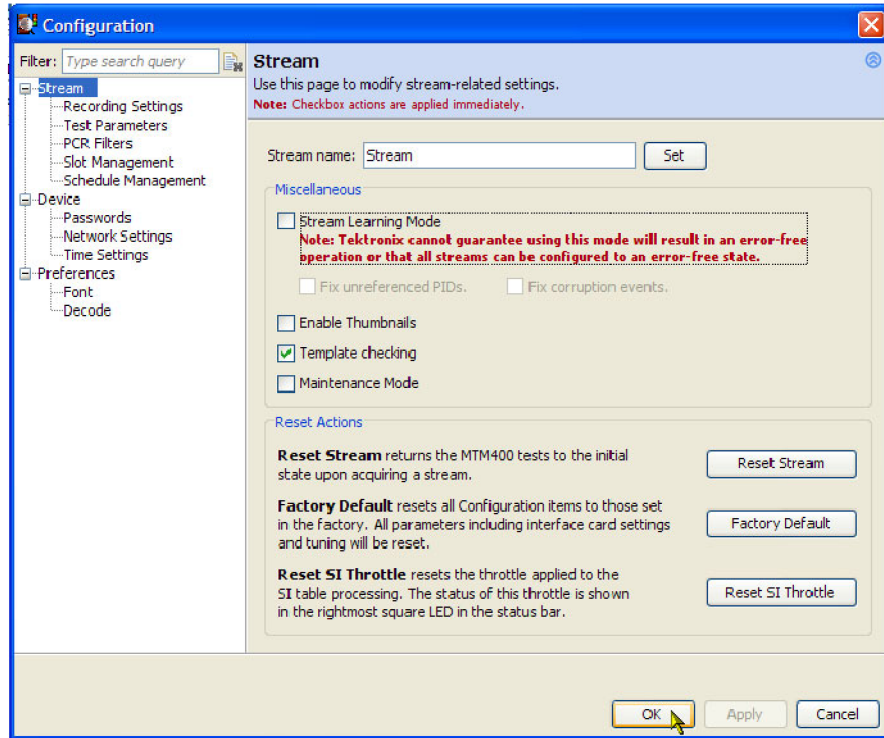 Configuration
Filter: Type search query
Stream
Recording Settings
Test Parameters
PCR Filters
Slot Management
Schedule Management
Device
Passwords
Network Settings
Time Settings
Preferences
Font
Decode
Stream
Use this page to modify stream-related settings.
Note: Checkbox actions are applied immediately.
Stream name: Stream Set
Miscellaneous
Stream Learning Mode
Note: Tektronix cannot guarantee using this mode will result in an error-free
operation or that all streams can be configured to an error-free state.
Fix unreferenced PIDs. Fix corruption events.
Enable Thumbnails
Template checking
Maintenance Mode
Reset Actions
Reset Stream returns the MTM400 tests to the initial
state upon acquiring a stream.
Reset Stream
Factory Default resets all Configuration items to those set
in the factory. All parameters including interface card settings
and tuning will be reset.
Factory Default
Reset SI Throttle resets the throttle applied to the
SI table processing. The status of this throttle is shown
in the rightmost square LED in the status bar.
Reset SI Throttle
OK Apply Cancel